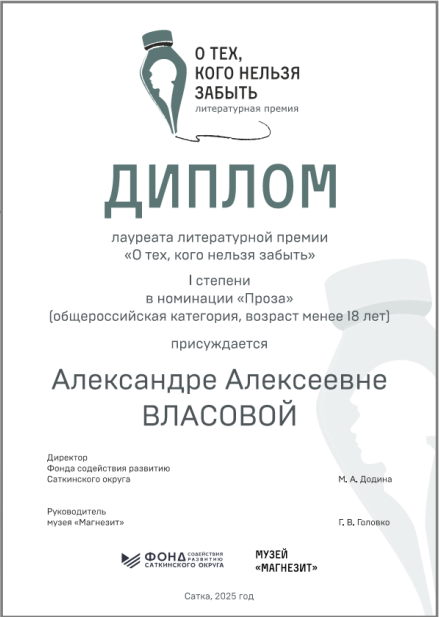 О ТЕХ,
КОГО НЕЛЬЗЯ
ЗАБЫТЬ
литературная премия
ДИПЛОМ
лауреата литературной премии
«О тех, кого нельзя забыть»
I степени
в номинации «Проза»
(общероссийская категория, возраст менее 18 лет)
присуждается
Александре Алексеевне
ВЛАСОВОЙ
Директор
Фонда содействия развитию
Саткинского округа
М. А. Додина
Руководитель
музея «Магнезит»
Г. В. Головко
ФОНД СОДЕЙСТВИЯ
РАЗВИТИЮ
САТКИНСКОГО ОКРУГА
МУЗЕЙ
«МАГНЕЗИТ»
Сатка, 2025 год